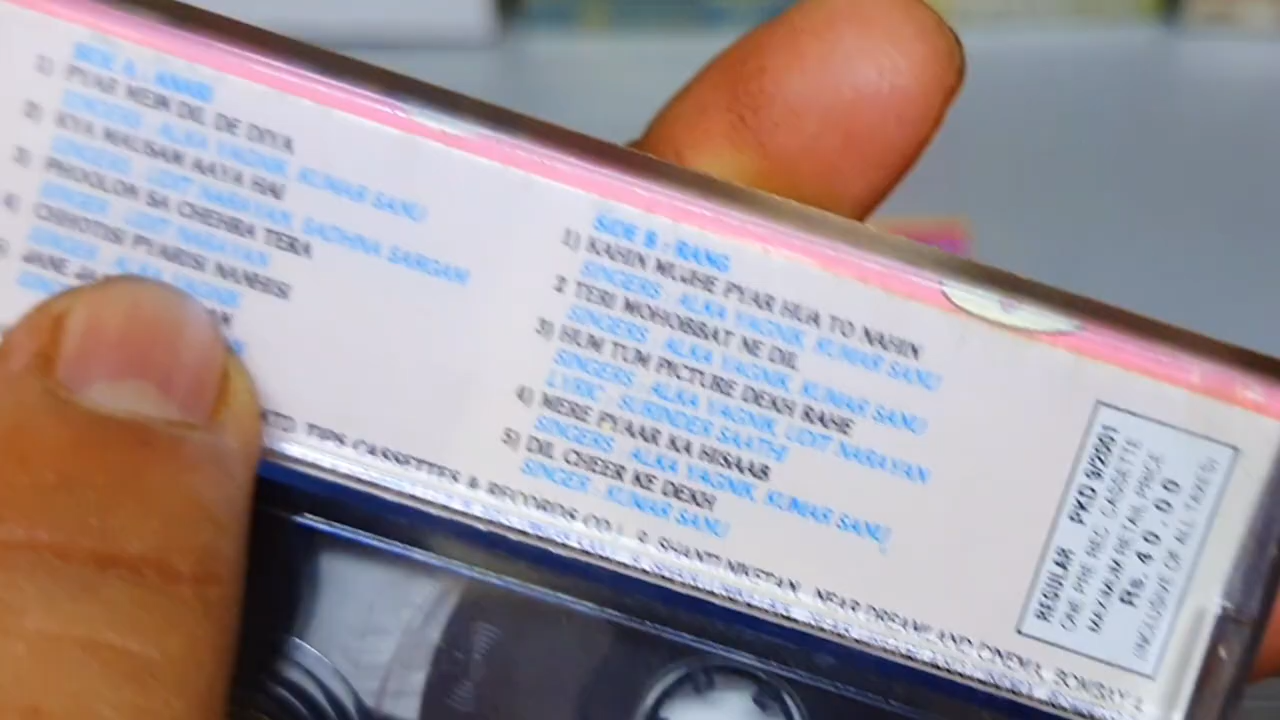 SIDE A : ANARI
1) PYAR MEIN DIL DE DIYA
SINGERS : ALKA YAGNIK, KUMAR SANU
2) KYA MAUSAM AAYA HAI
SINGERS : UDIT NARAYAN, SADHNA SARGAM
3) PHOOLON SA CHEHRA TERA
SINGER : UDIT NARAYAN
4) CHHOTISI PYARISI NANHISI
SINGER : ALKA YAGNIK
JANE
SIDE B : RANG
1) KAHIN MUJHE PYAR HUA TO NAHIN
SINGERS : ALKA YAGNIK, KUMAR SANU
2 TERI MOHOBBAT NE DIL
SINGERS : ALKA YAGNIK, KUMAR SANU
3) HUM TUM PICTURE DEKH RAHE
SINGERS : ALKA YAGNIK, UDIT NARAYAN
LYRIC : SURINDER SAATHI
4) MERE PYAAR KA HISAAB
SINGERS : ALKA YAGNIK, KUMAR SANU
5) DIL CHEER KE DEKH
SINGER : KUMAR SANU
TIPS CASSETTES & RECORDS CO. SHANTI NIKETAN, NEAR DREAMLAND CINEMA, BOMBAY
REGULAR PKD 9/2001
ONE PRE REC. CASSETTE
MAXIMUM RETAIL PRICE
Rs. 40.00
(INCLUSIVE OF ALL TAXES)